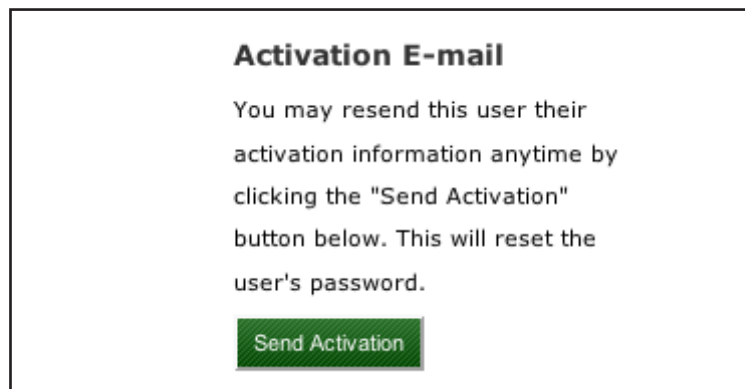 Activation E-mail
You may resend this user their
activation information anytime by
clicking the "Send Activation"
button below. This will reset the
user's password.
Send Activation